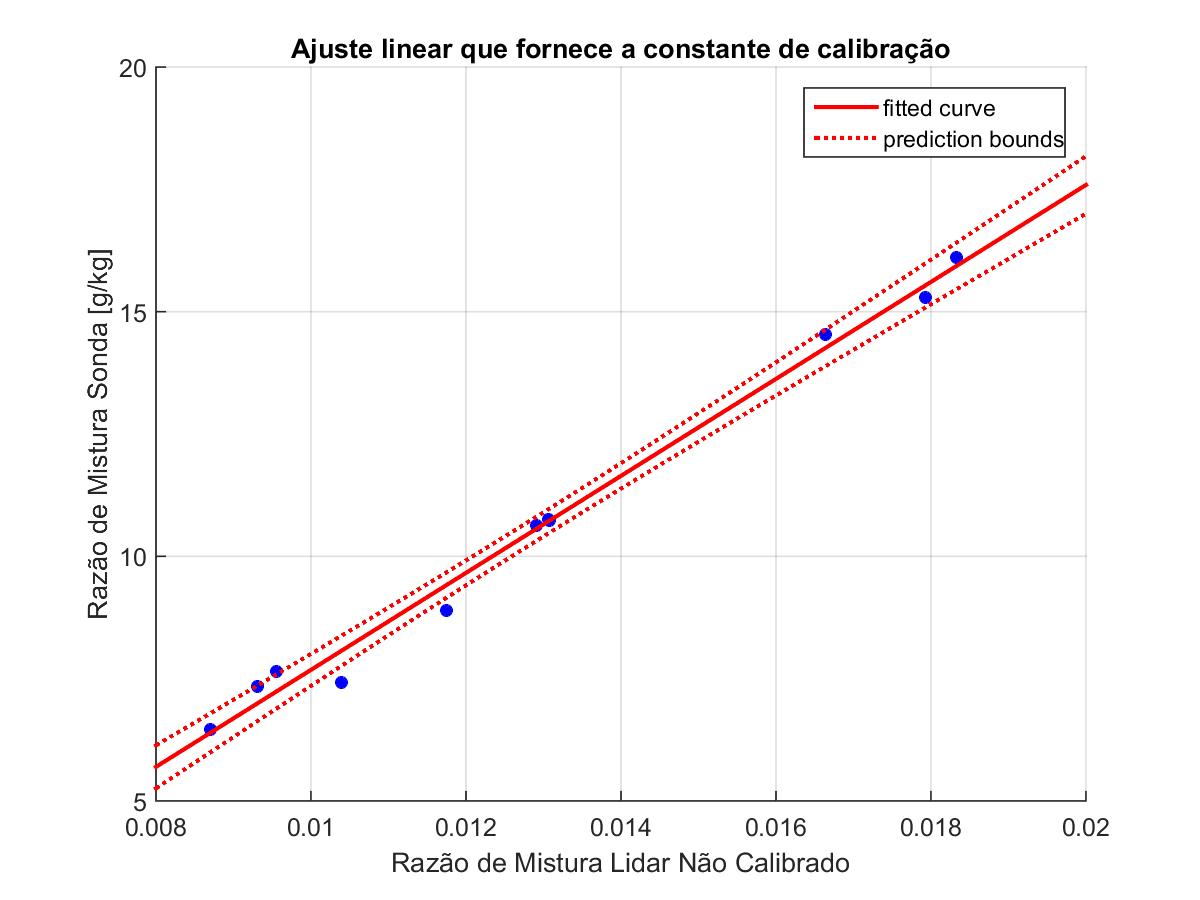 Ajuste linear que fornece a constante de calibração
fitted curve
prediction bounds
Razão de Mistura Sonda [g/kg]
20
15
10
5
0.008 0.01 0.012 0.014 0.016 0.018 0.02
Razão de Mistura Lidar Não Calibrado